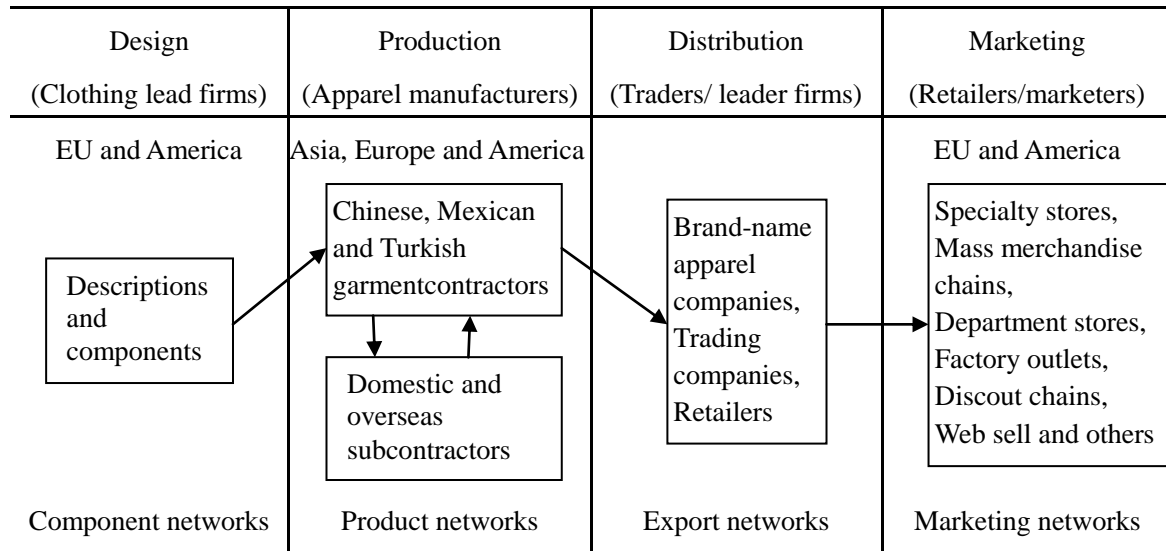 Design
(Clothing lead firms)
Production
(Apparel manufacturers)
Distribution
(Traders/ leader firms)
Marketing
(Retailers/marketers)
EU and America
Descriptions
and
components
Component networks
Asia, Europe and America
Chinese, Mexican
and Turkish
garmentcontractors
Domestic and
overseas
subcontractors
Product networks
Brand-name
apparel
companies,
Trading
companies,
Retailers
Export networks
EU and America
Specialty stores,
Mass merchandise
chains,
Department stores,
Factory outlets,
Discout chains,
Web sell and others
Marketing networks